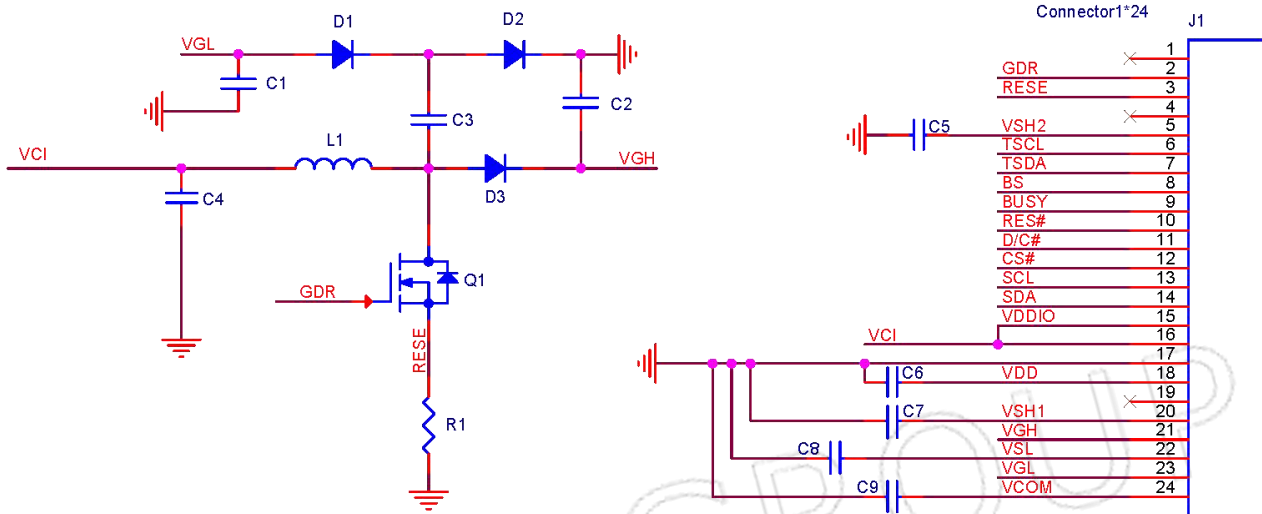 Connector1*24
J1
D1
D2
VGL
C1
C2
C3
VCI
L1
VGH
D3
C4
GDR
Q1
RESE
R1
1
GDR 2
RESE 3
4
C5 VSH2 5
TSCL 6
TSDA 7
BS 8
BUSY 9
RES# 10
D/C# 11
CS# 12
SCL 13
SDA 14
VDDIO 15
VCI 16
17
C6 VDD 18
19
C7 VSH1 20
VGH 21
C8 VSL 22
VGL 23
C9 VCOM 24
GROUP